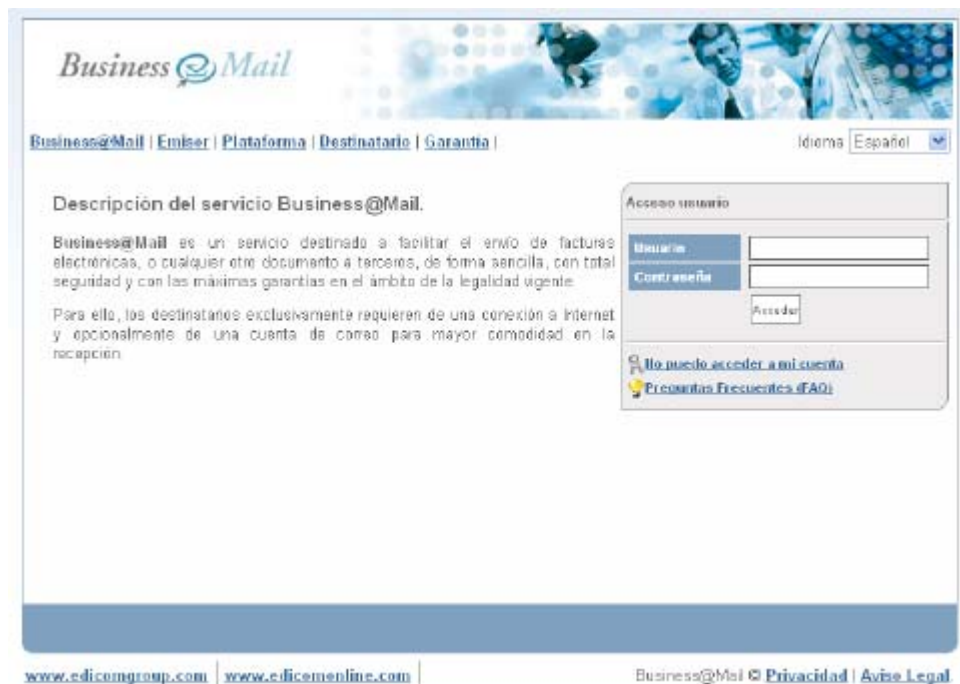 Business @ Mail
Business@Mail | Emisor | Plataforma | Destinatario | Garantía |
Idioma Español
Descripción del servicio Business@Mail.
Business@Mail es un servicio destinado a facilitar el envío de facturas
electrónicas, o cualquier otro documento a terceros, de forma sencilla, con total
seguridad y con las máximas garantías en el ámbito de la legalidad vigente.
Para ello, los destinatarios exclusivamente requieren de una conexión a Internet
y opcionalmente de una cuenta de correo para mayor comodidad en la
recepción.
Acceso usuario
Usuario
Contraseña
Acceder
No puedo acceder a mi cuenta
Preguntas Frecuentes (FAQ)
www.edicomgroup.com | www.edicomonline.com |
Business@Mail © Privacidad | Aviso Legal